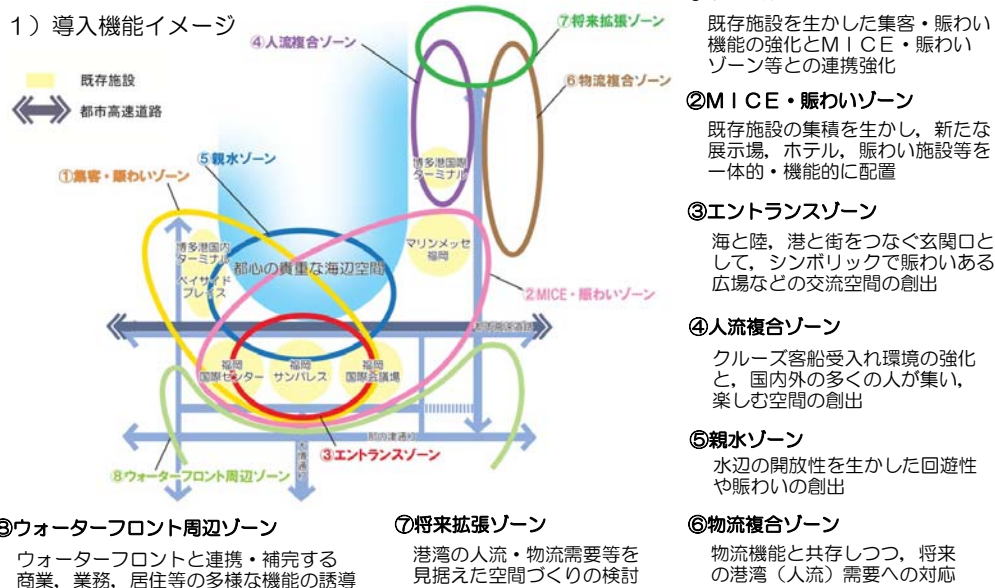 1）導入機能イメージ
既存施設
都市高速道路
④人流複合ゾーン
⑦将来拡張ゾーン
⑥物流複合ゾーン
⑤親水ゾーン
①集客・賑わいゾーン
博多港国際
ターミナル
博多港国内
ターミナル
ベイサイド
プレイス
都心の貴重な海辺空間
マリンメッセ
福岡
②MICE・賑わいゾーン
都市高速道路
福岡
国際センター
福岡
サンパレス
福岡
国際会議場
那の津通り
大博通り
③エントランスゾーン
⑧ウォーターフロント周辺ゾーン
既存施設を生かした集客・賑わい
機能の強化とMICE・賑わい
ゾーン等との連携強化
②MICE・賑わいゾーン
既存施設の集積を生かし，新たな
展示場，ホテル，賑わい施設等を
一体的・機能的に配置
③エントランスゾーン
海と陸，港と街をつなぐ玄関口と
して，シンボリックで賑わいある
広場などの交流空間の創出
④人流複合ゾーン
クルーズ客船受入れ環境の強化
と，国内外の多くの人が集い，
楽しむ空間の創出
⑤親水ゾーン
水辺の開放性を生かした回遊性
や賑わいの創出
⑥物流複合ゾーン
物流機能と共存しつつ，将来
の港湾（人流）需要への対応
⑦将来拡張ゾーン
港湾の人流・物流需要等を
見据えた空間づくりの検討
⑧ウォーターフロント周辺ゾーン
ウォーターフロントと連携・補完する
商業，業務，居住等の多様な機能の誘導